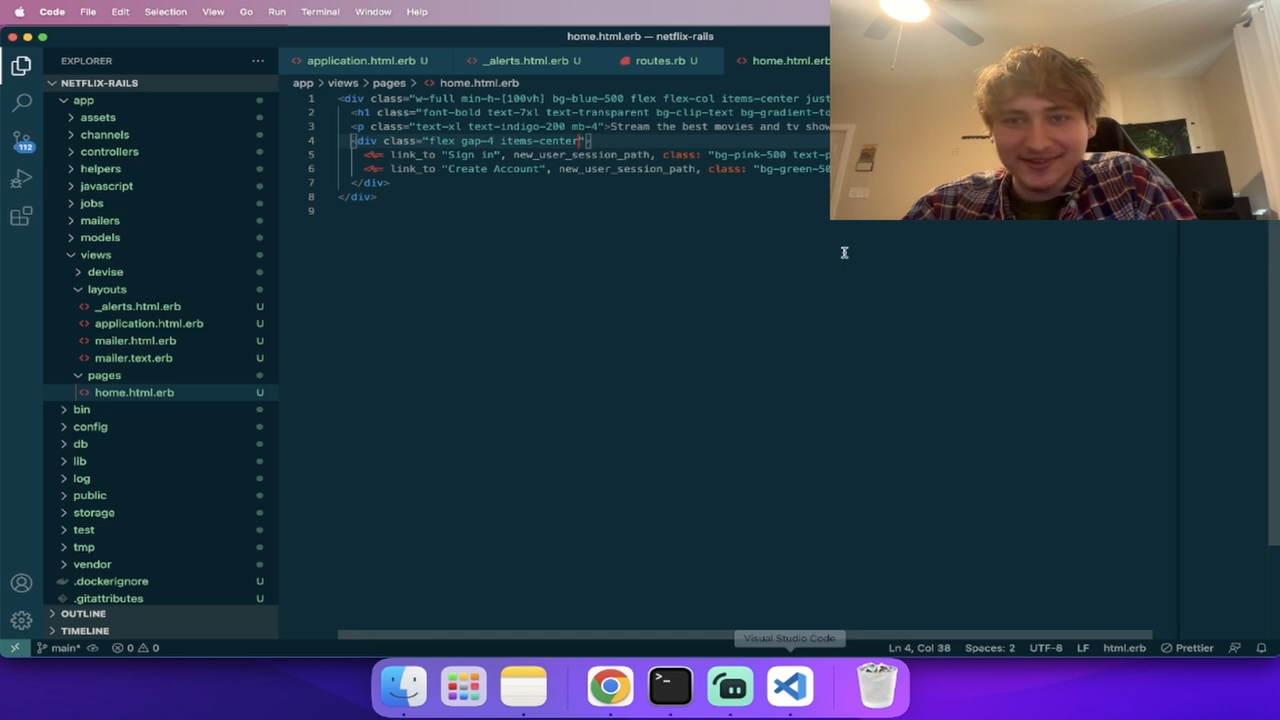 Code File Edit Selection View Go Run Terminal Window Help
home.html.erb — netflix-rails
EXPLORER
application.html.erb U
_alerts.html.erb U
routes.rb U
home.html.erb
NETFLIX-RAILS
app > views > pages > home.html.erb
app
assets
channels
controllers
helpers
javascript
jobs
mailers
models
views
devise
layouts
_alerts.html.erb U
application.html.erb U
mailer.html.erb U
mailer.text.erb U
pages
home.html.erb U
bin
config
db
lib
log
public
storage
test
tmp
vendor
.dockerignore U
.gitattributes U
OUTLINE
TIMELINE
112
1 <div class="w-full min-h-[100vh] bg-blue-500 flex flex-col items-center just
2 <h1 class="font-bold text-7xl text-transparent bg-clip-text bg-gradient-to
3 <p class="text-xl text-indigo-200 mb-4">Stream the best movies and tv show
4 <div class="flex gap-4 items-center">
5 <%= link_to "Sign in", new_user_session_path, class: "bg-pink-500 text-p
6 <%= link_to "Create Account", new_user_session_path, class: "bg-green-50
7 </div>
8 </div>
9
Visual Studio Code
main* 0 0 Ln 4, Col 38 Spaces: 2 UTF-8 LF html.erb Prettier